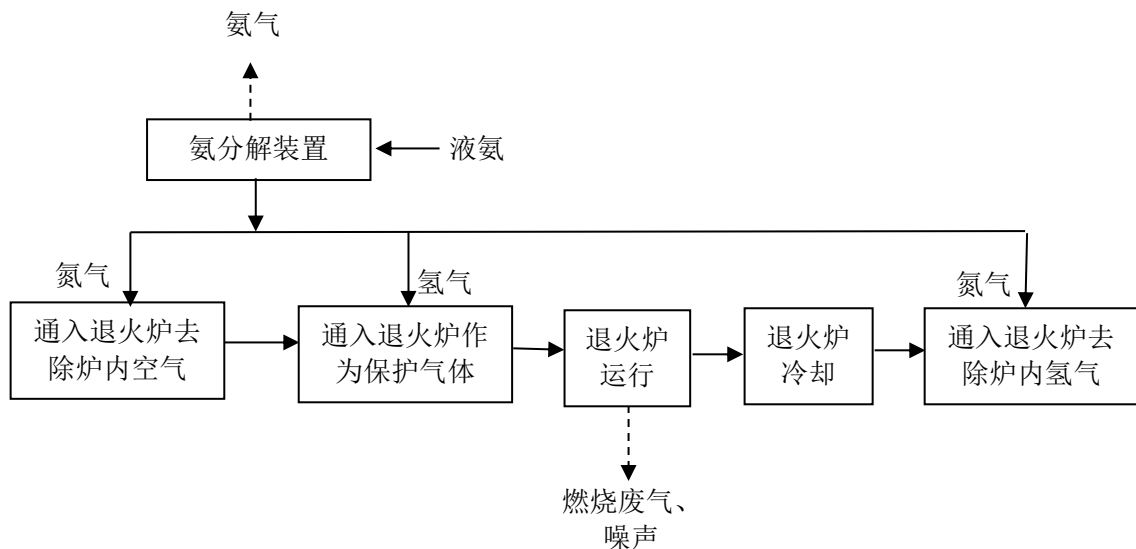 氨气
氨分解装置
液氨
氮气
氢气
氮气
通入退火炉去
除炉内空气
通入退火炉作
为保护气体
退火炉
运行
退火炉
冷却
通入退火炉去
除炉内氢气
燃烧废气、
噪声